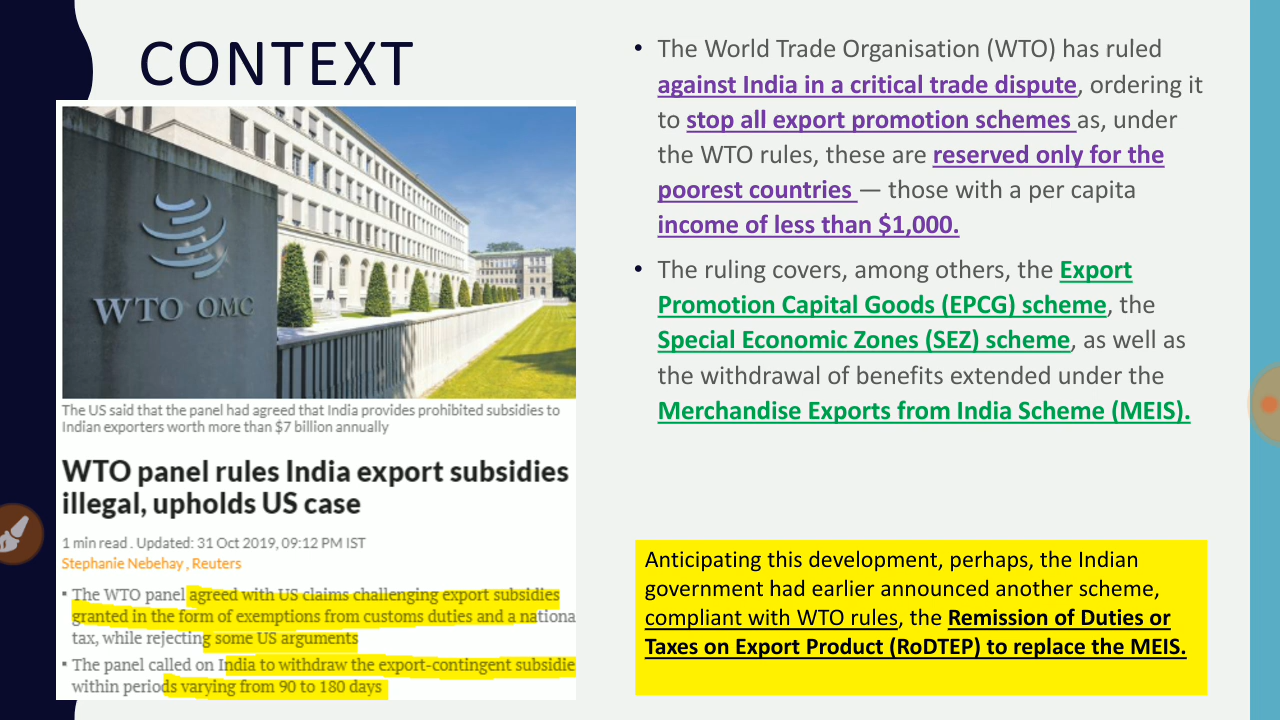 CONTEXT
WTO OMC
The US said that the panel had agreed that India provides prohibited subsidies to
Indian exporters worth more than $7 billion annually
WTO panel rules India export subsidies
illegal, upholds US case
1 min read . Updated: 31 Oct 2019, 09:12 PM IST
Stephanie Nebehay , Reuters
▪ The WTO panel agreed with US claims challenging export subsidies
granted in the form of exemptions from customs duties and a nationa
tax, while rejecting some US arguments
▪ The panel called on India to withdraw the export-contingent subsidie
within periods varying from 90 to 180 days
• The World Trade Organisation (WTO) has ruled
against India in a critical trade dispute, ordering it
to stop all export promotion schemes as, under
the WTO rules, these are reserved only for the
poorest countries — those with a per capita
income of less than $1,000.
• The ruling covers, among others, the Export
Promotion Capital Goods (EPCG) scheme, the
Special Economic Zones (SEZ) scheme, as well as
the withdrawal of benefits extended under the
Merchandise Exports from India Scheme (MEIS).
Anticipating this development, perhaps, the Indian
government had earlier announced another scheme,
compliant with WTO rules, the Remission of Duties or
Taxes on Export Product (RoDTEP) to replace the MEIS.